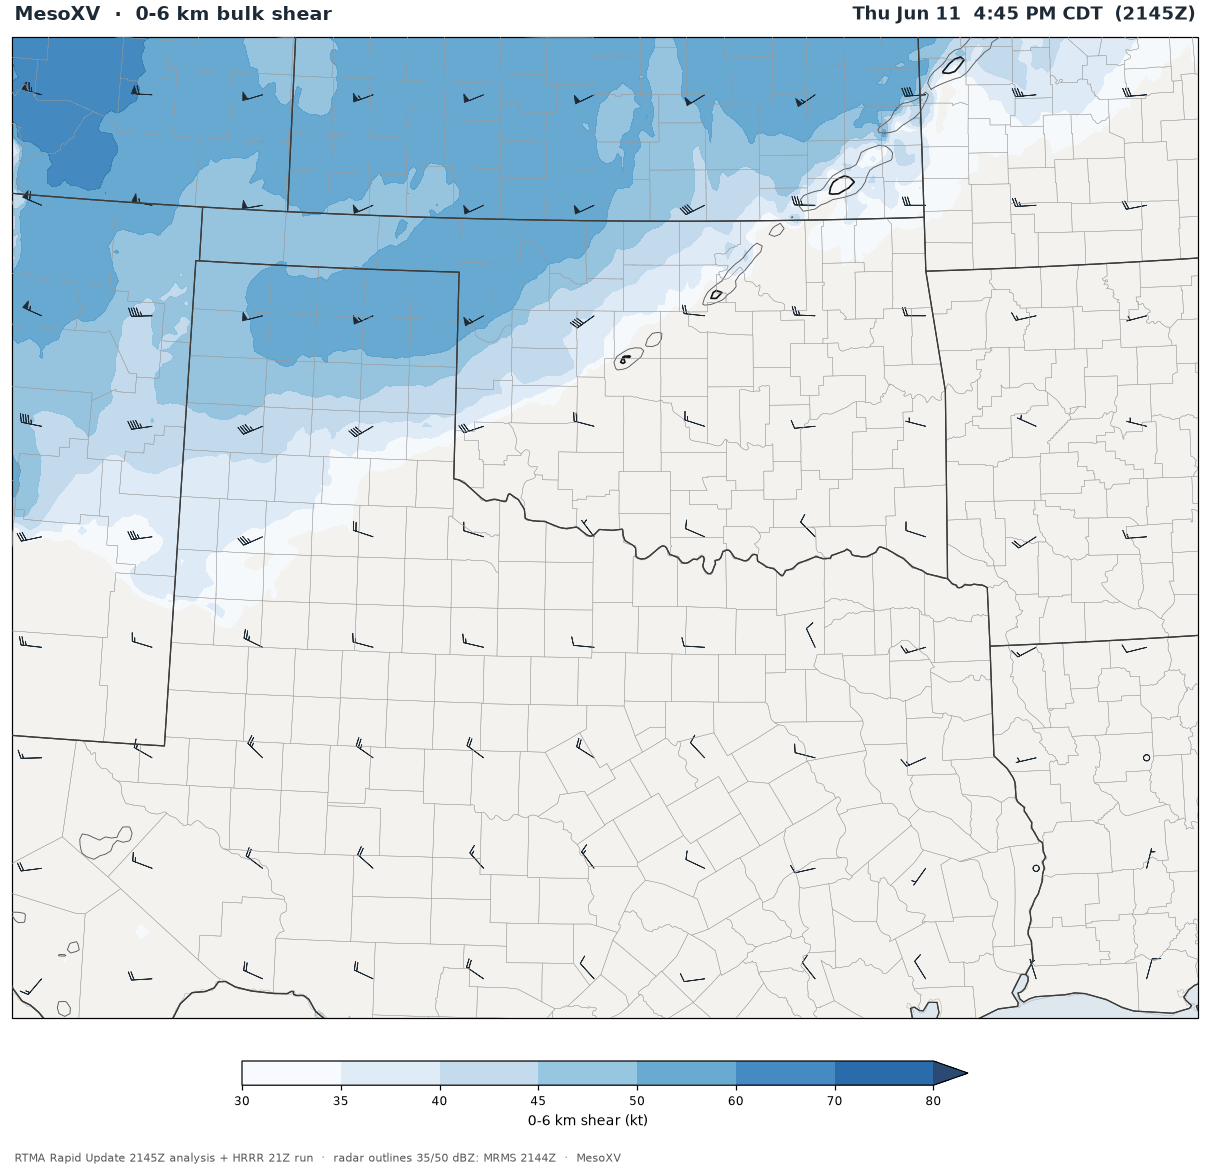 MesoXV · 0-6 km bulk shear
Thu Jun 11 4:45 PM CDT (2145Z)
30 35 40 45 50 60 70 80
0-6 km shear (kt)
RTMA Rapid Update 2145Z analysis + HRRR 21Z run · radar outlines 35/50 dBZ: MRMS 2144Z · MesoXV